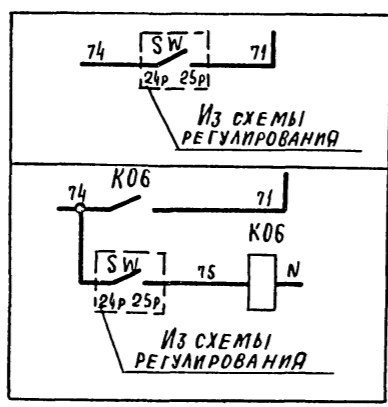 74 SW 71
24р 25р
Из схемы
регулирования
К06
74 71
К06
SW 75 N
24р 25р
Из схемы
регулирования